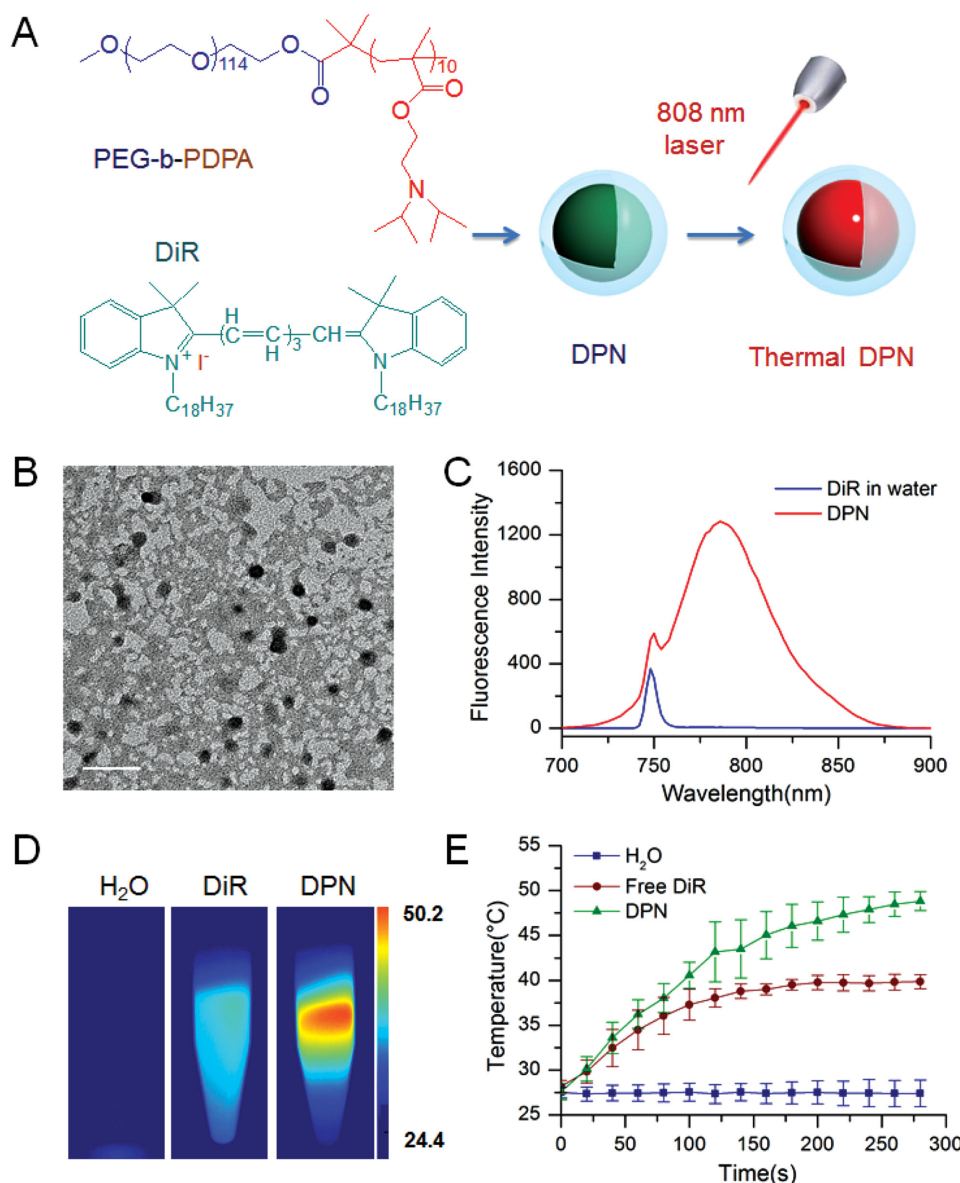 A
O
O
114
O
O
10
O
O
N
PEG-b-PDPA
808 nm
laser
DiR
H
(C=C)3-CH
H
N+
I-
N
C18H37
C18H37
DPN
Thermal DPN
B
C
1600
1200
800
400
0
Fluorescence Intensity
DiR in water
DPN
700
750
800
850
900
Wavelength(nm)
D
H2O
DiR
DPN
50.2
24.4
E
55
50
45
40
35
30
25
Temperature(°C)
H2O
Free DiR
DPN
0
50
100
150
200
250
300
Time(s)